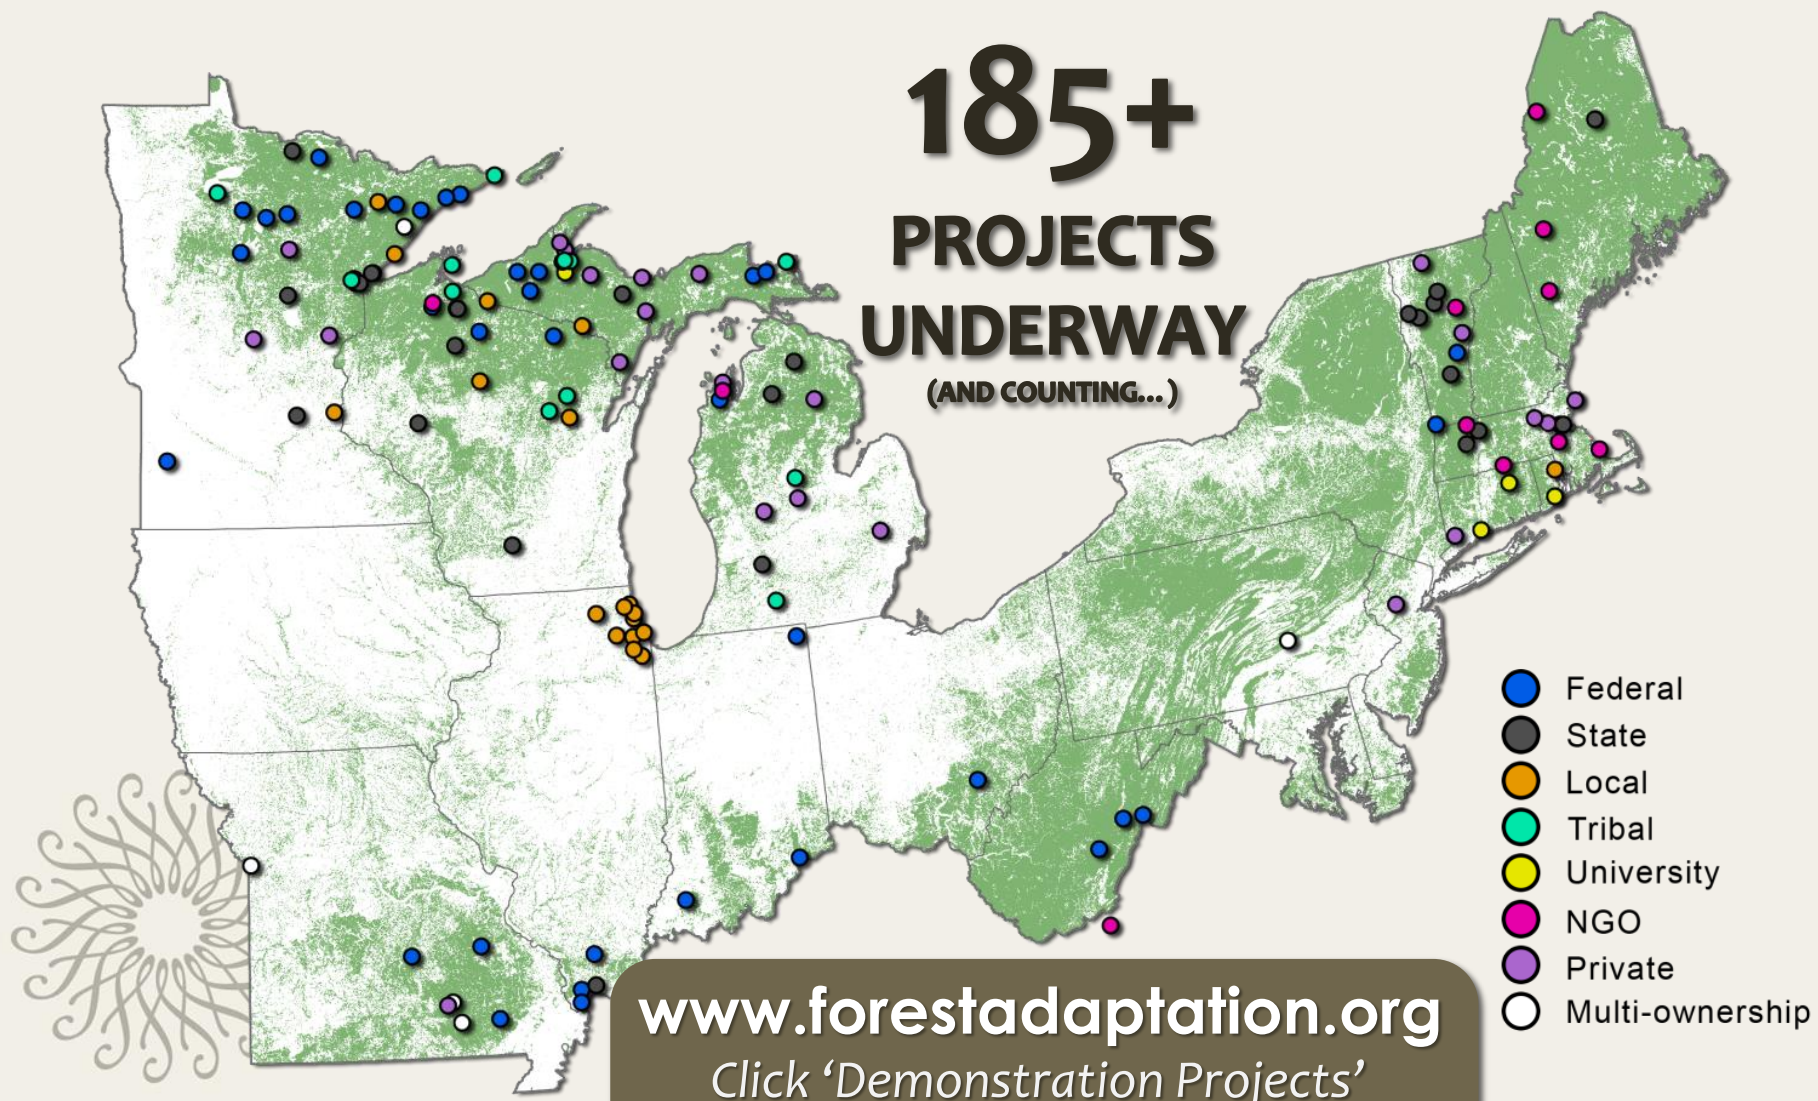 185+
PROJECTS
UNDERWAY
(AND COUNTING...)
Federal
State
Local
Tribal
University
NGO
Private
Multi-ownership
www.forestadaptation.org
Click ‘Demonstration Projects’